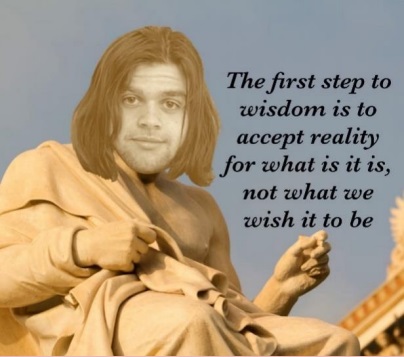 The first step to
wisdom is to
accept reality
for what is it is,
not what we
wish it to be